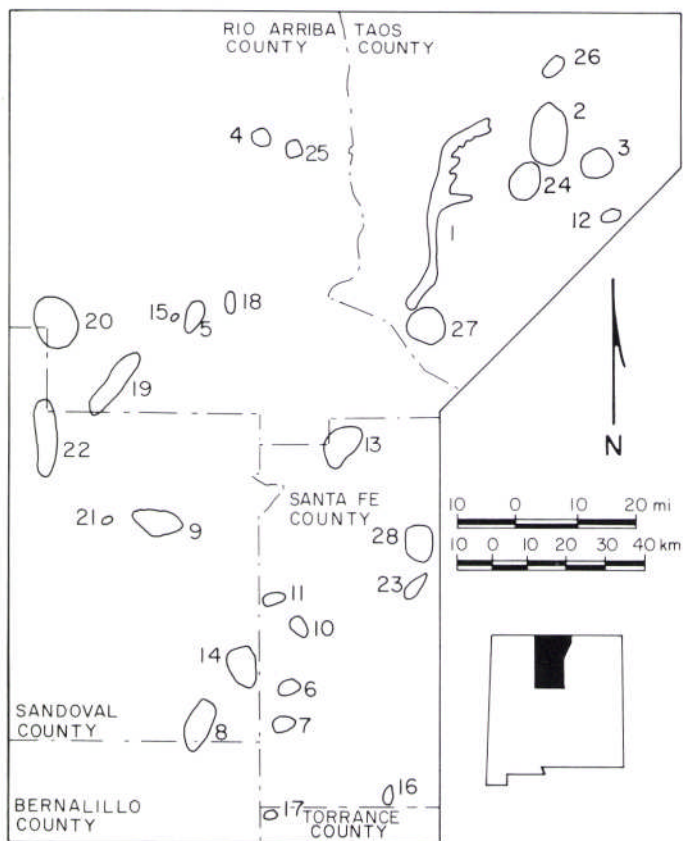 RIO ARRIBA TAOS
COUNTY COUNTY
26
2
4
25
3
24
12
1
18
15
5
20
27
19
22
13
SANTA FE
COUNTY
21
9
28
23
11
10
14
6
SANDOVAL
COUNTY
8
7
16
BERNALILLO
COUNTY
17
TORRANCE
COUNTY
N
10 0 10 20 mi
10 0 10 20 30 40 km